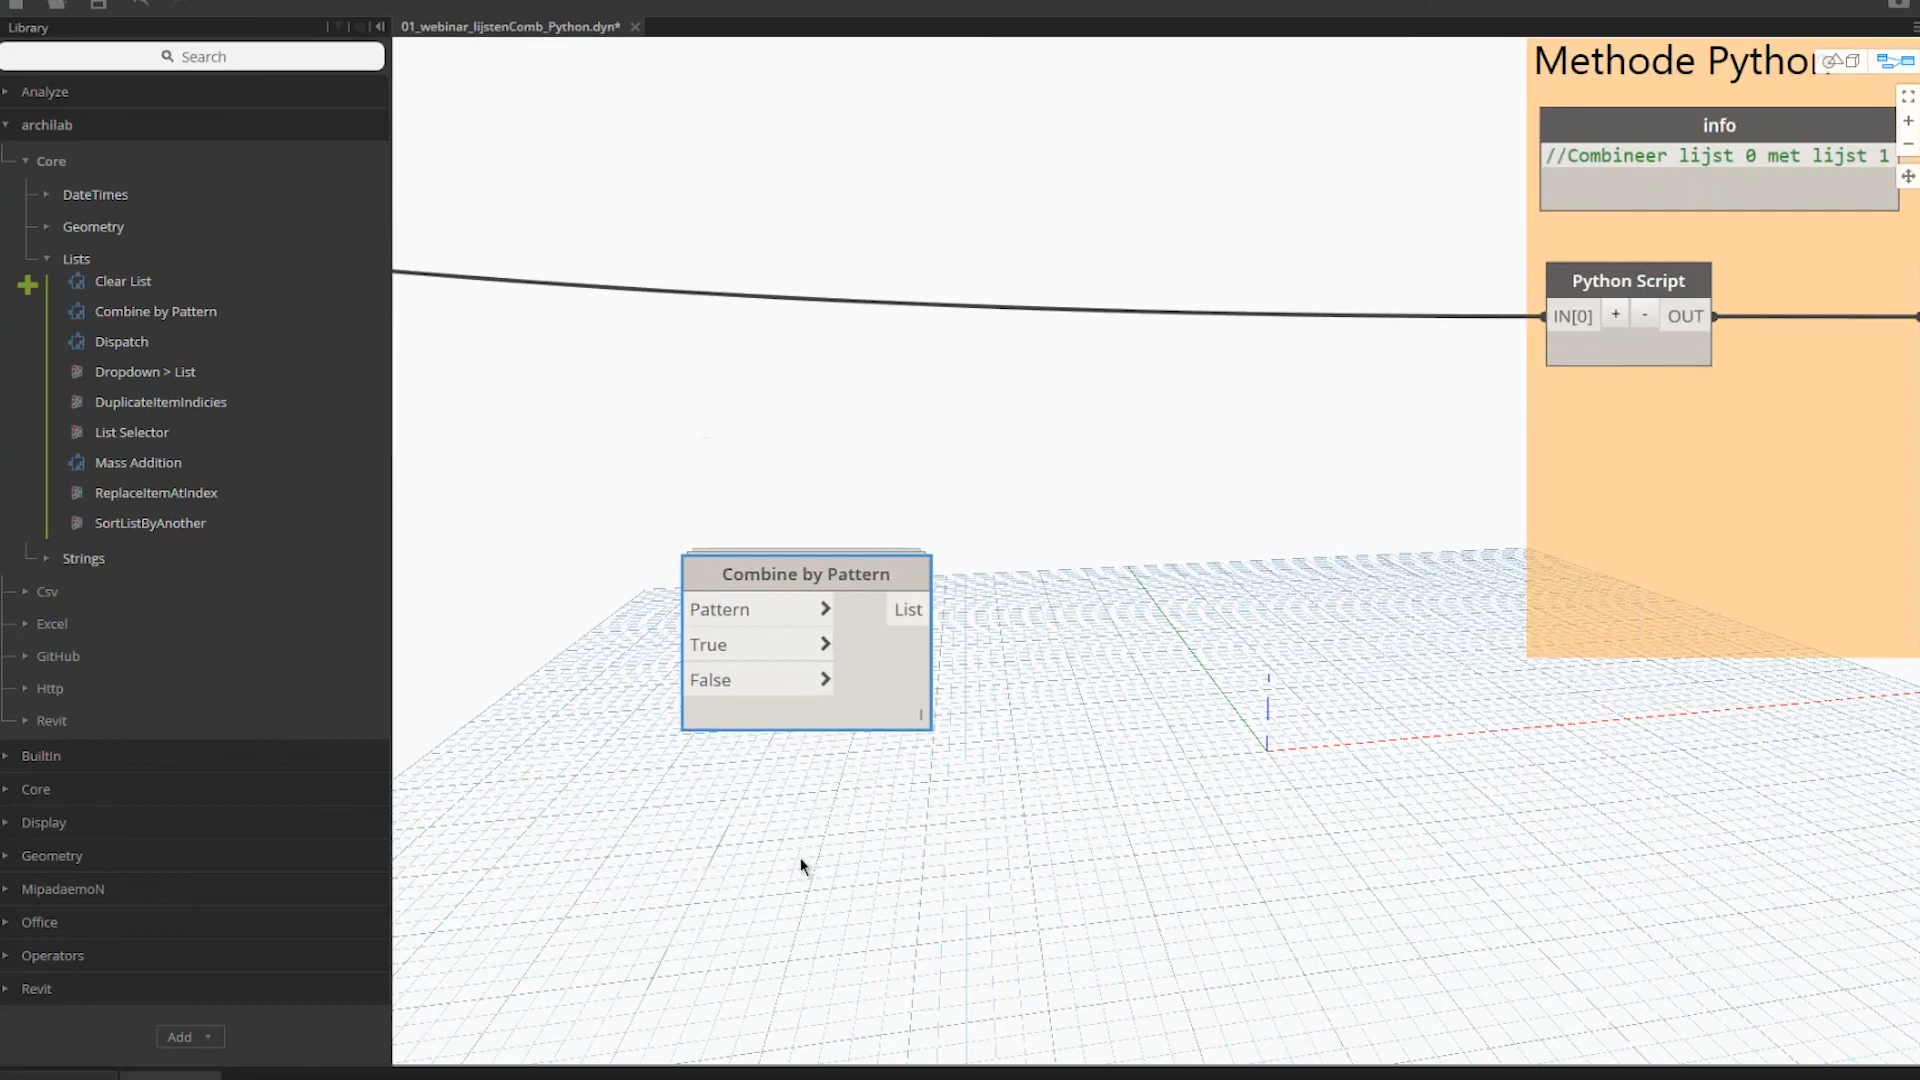 Library
01_webinar_lijstenComb_Python.dyn*
Search
Analyze
archilab
Core
DateTimes
Geometry
Lists
Clear List
Combine by Pattern
Dispatch
Dropdown > List
DuplicateItemIndicies
List Selector
Mass Addition
ReplaceItemAtIndex
SortListByAnother
Strings
Csv
Excel
GitHub
Http
Revit
BuiltIn
Core
Display
Geometry
MipadaemoN
Office
Operators
Revit
Add
Methode Python
info
//Combineer lijst 0 met lijst 1
Python Script
IN[0] + - OUT
Combine by Pattern
Pattern > List
True >
False >
l